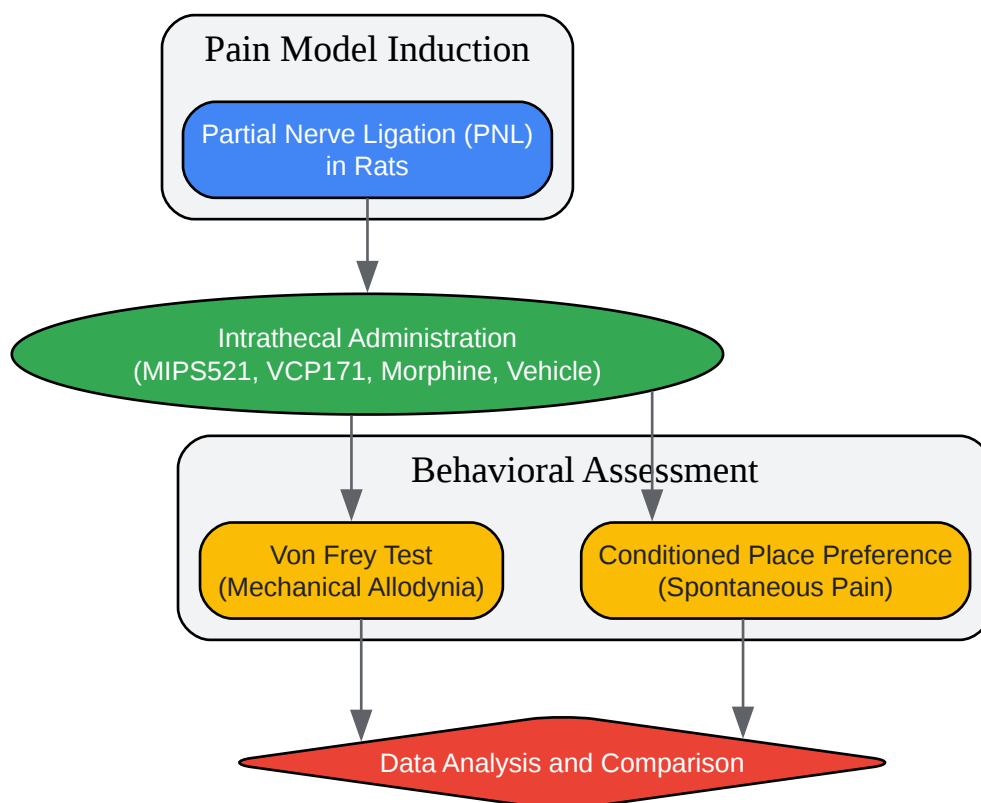 Pain Model Induction
Partial Nerve Ligation (PNL)
in Rats
Intrathecal Administration
(MIPS521, VCP171, Morphine, Vehicle)
Behavioral Assessment
Von Frey Test
(Mechanical Allodynia)
Conditioned Place Preference
(Spontaneous Pain)
Data Analysis and Comparison